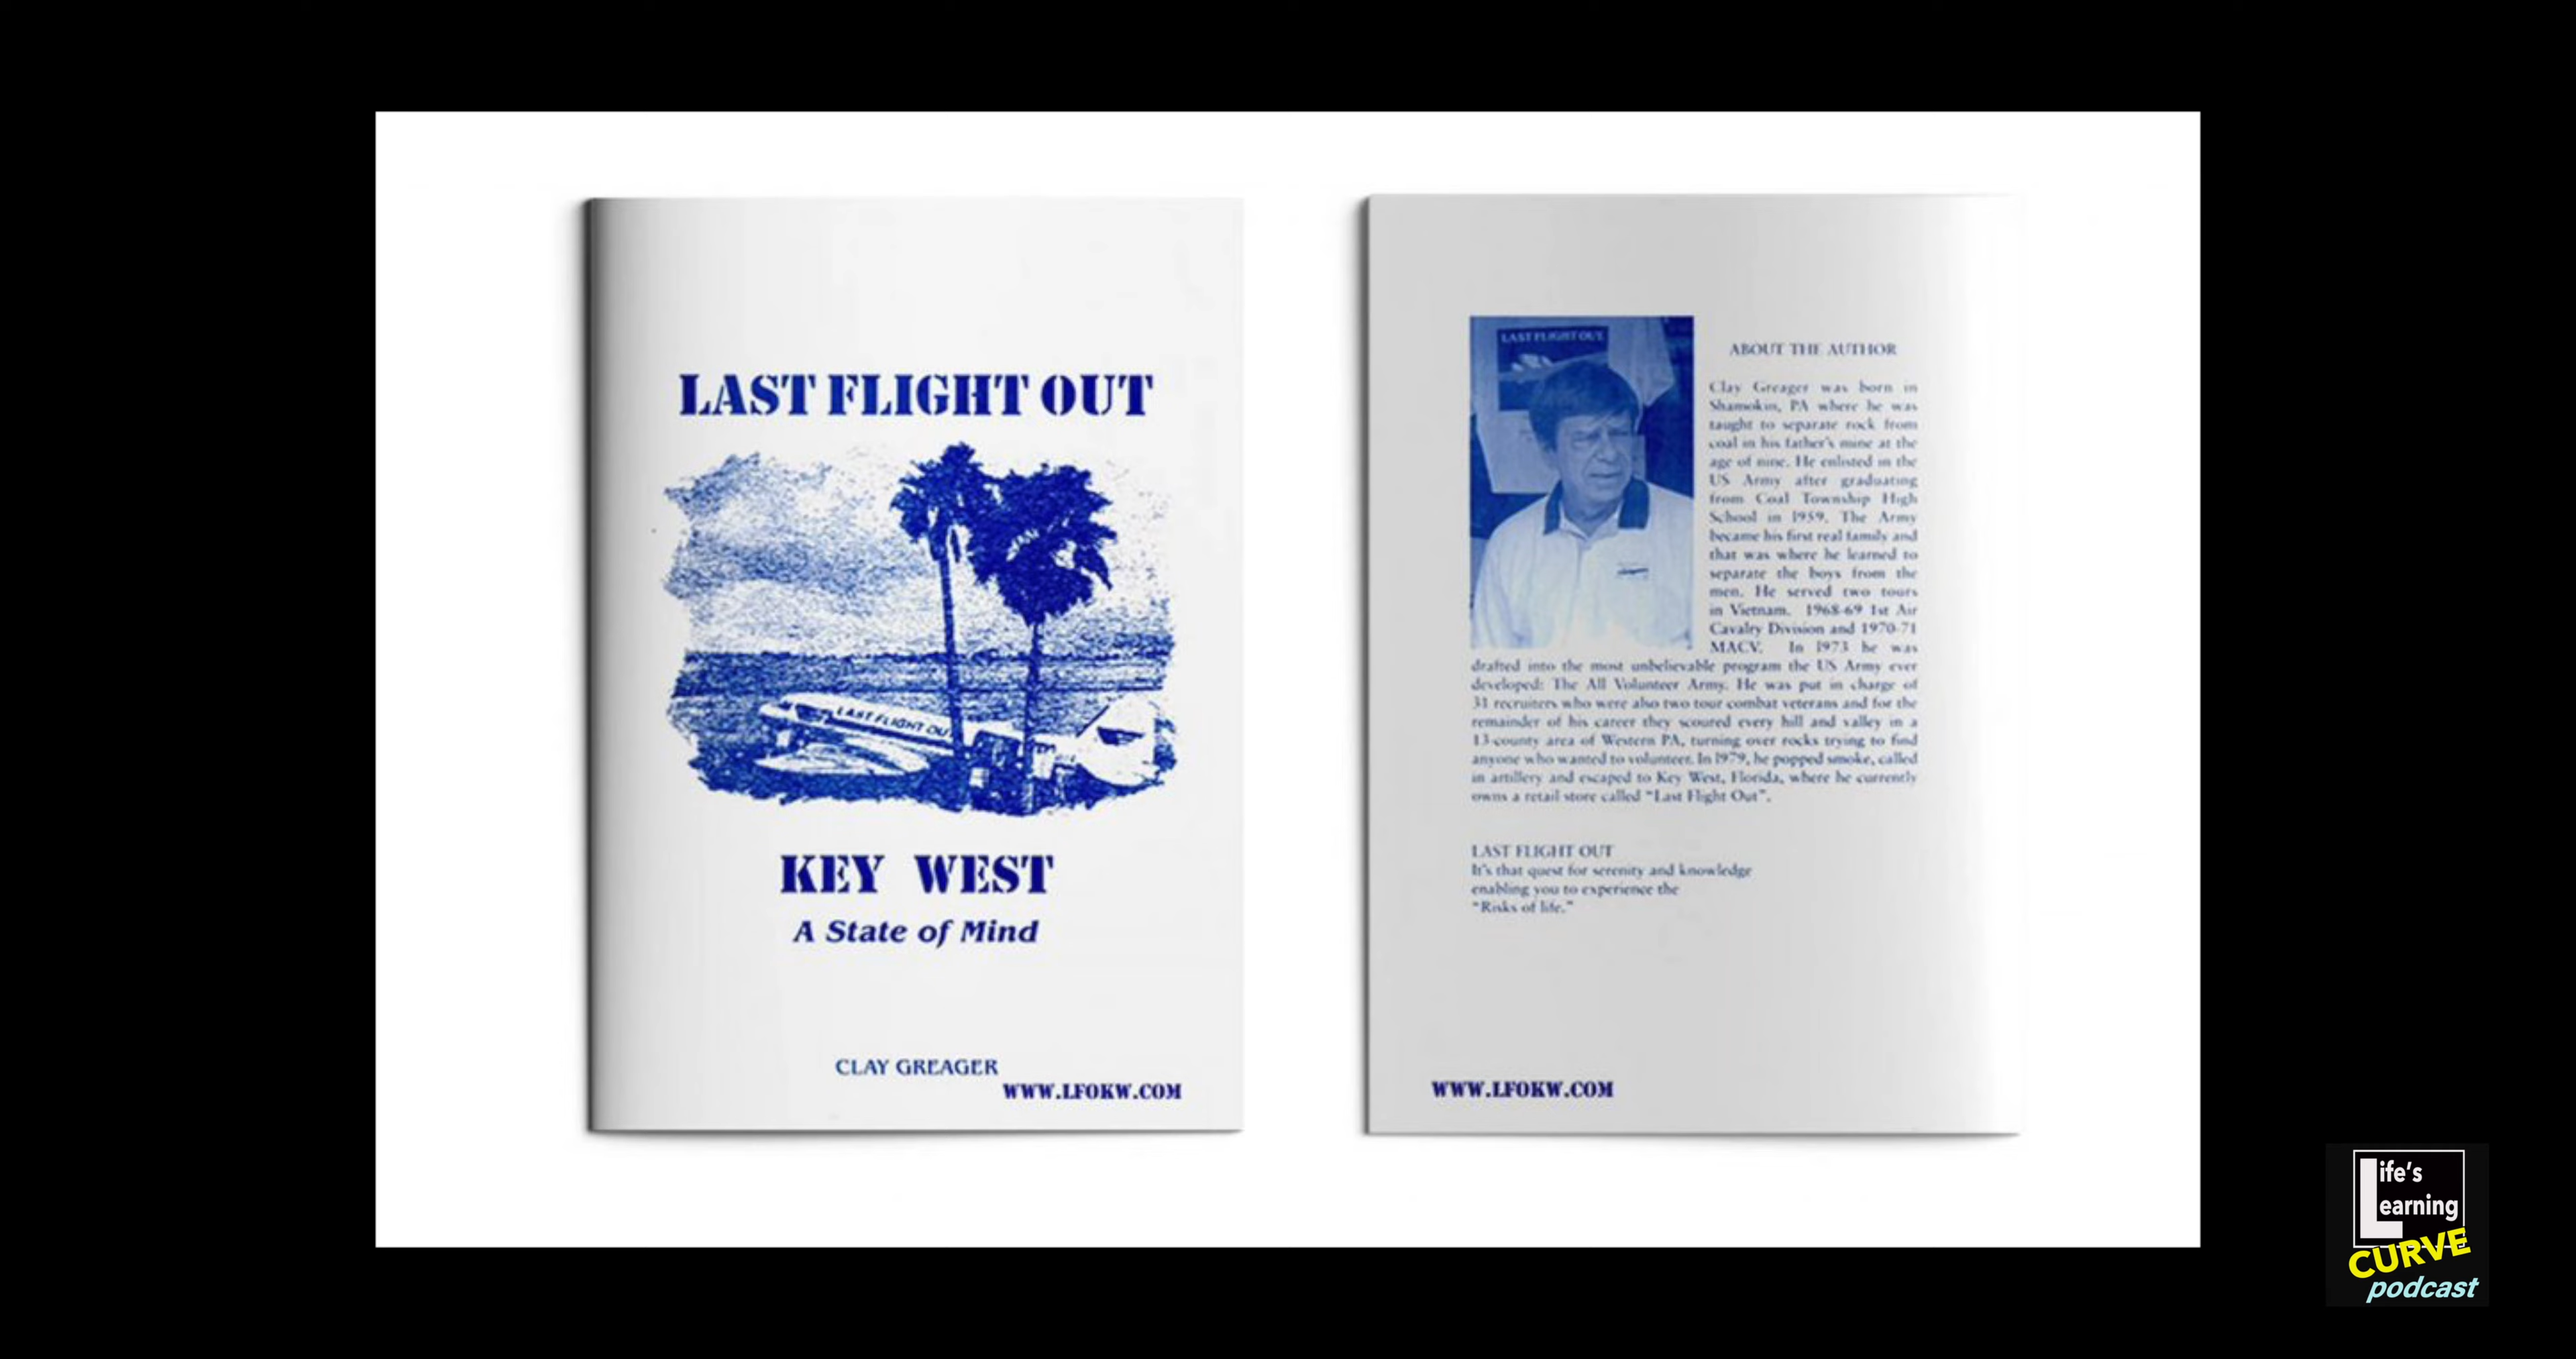 LAST FLIGHT OUT
LAST FLIGHT OU
KEY WEST
A State of Mind
CLAY GREAGER
WWW.LFOKW.COM
LAST FLIGHT OUT
ABOUT THE AUTHOR
Clay Greager was born in
Shamokin, PA where he was
taught to separate rock from
coal in his father's mine at the
age of nine. He enlisted in the
US Army after graduating
from Coal Township High
School in 1959. The Army
became his first real family and
that was where he learned to
separate the boys from the
men. He served two tours
in Vietnam. 1968-69 1st Air
Cavalry Division and 1970-71
MACV. In 1973 he was
drafted into the most unbelievable program the US Army ever
developed: The All Volunteer Army. He was put in charge of
31 recruiters who were also two tour combat veterans and for the
remainder of his career they scoured every hill and valley in a
13-county area of Western PA, turning over rocks trying to find
anyone who wanted to volunteer. In 1979, he popped smoke, called
in artillery and escaped to Key West, Florida, where he currently
owns a retail store called "Last Flight Out".
LAST FLIGHT OUT
It's that quest for serenity and knowledge
enabling you to experience the
"Risks of life."
WWW.LFOKW.COM
Life's
Learning
CURVE
podcast